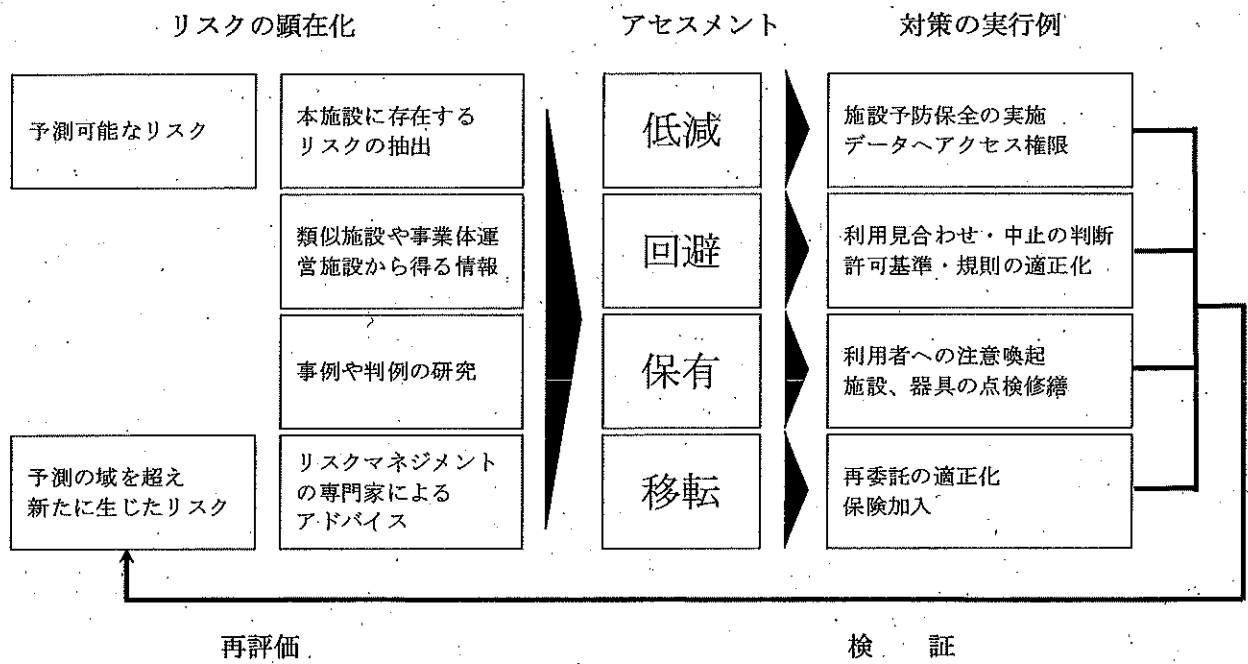 リスクの顕在化
アセスメント
対策の実行例
予測可能なリスク
本施設に存在する
リスクの抽出
低減
施設予防保全の実施
データへアクセス権限
類似施設や事業体運
営施設から得る情報
回避
利用見合わせ・中止の判断
許可基準・規則の適正化
事例や判例の研究
保有
利用者への注意喚起
施設、器具の点検修繕
予測の域を超え
新たに生じたリスク
リスクマネジメント
の専門家による
アドバイス
移転
再委託の適正化
保険加入
再評価
検　証